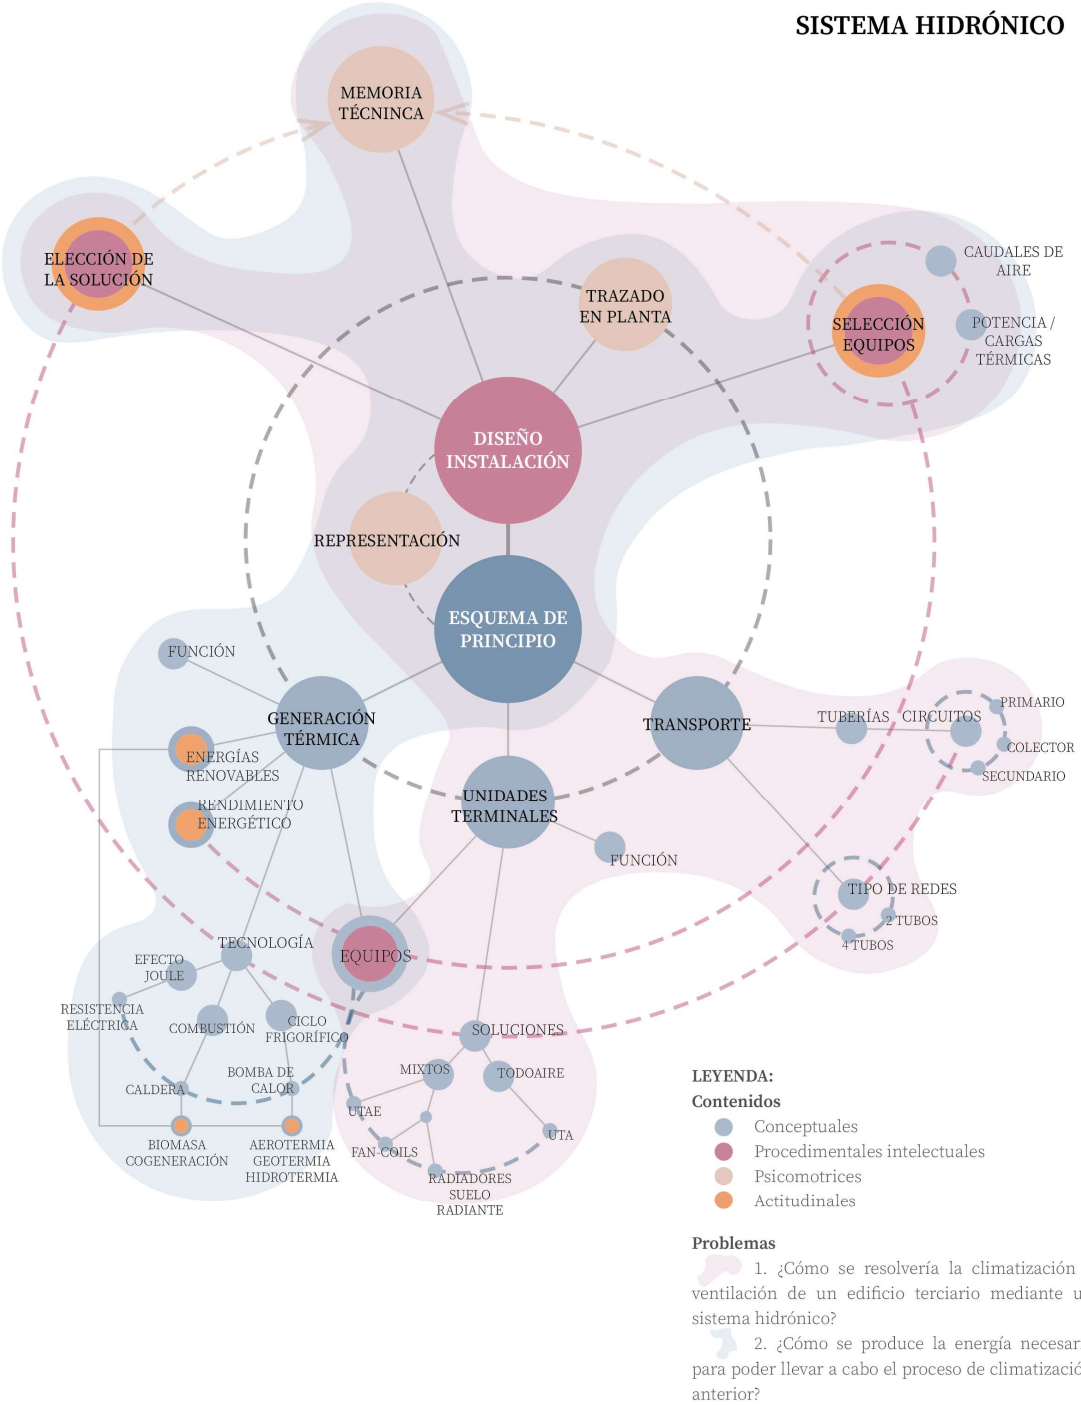 SISTEMA HIDRÓNICO
MEMORIA
TÉCNINCA
ELECCIÓN DE
LA SOLUCIÓN
TRAZADO
EN PLANTA
SELECCIÓN
EQUIPOS
CAUDALES DE
AIRE
POTENCIA /
CARGAS
TÉRMICAS
DISEÑO
INSTALACIÓN
REPRESENTACIÓN
ESQUEMA DE
PRINCIPIO
FUNCIÓN
GENERACIÓN
TÉRMICA
TRANSPORTE
TUBERÍAS
CIRCUITOS
PRIMARIO
COLECTOR
SECUNDARIO
ENERGÍAS
RENOVABLES
RENDIMIENTO
ENERGÉTICO
UNIDADES
TERMINALES
FUNCIÓN
TIPO DE REDES
2 TUBOS
4 TUBOS
TECNOLOGÍA
EQUIPOS
EFECTO
JOULE
RESISTENCIA
ELÉCTRICA
COMBUSTIÓN
CICLO
FRIGORÍFICO
SOLUCIONES
MIXTOS
TODOAIRE
CALDERA
BOMBA DE
CALOR
UTAE
UTA
FAN-COILS
BIOMASA
COGENERACIÓN
AEROTERMIA
GEOTERMIA
HIDROTERMIA
RADIADORES
SUELO
RADIANTE
LEYENDA:
Contenidos
Conceptuales
Procedimentales intelectuales
Psicomotrices
Actitudinales
Problemas
1. ¿Cómo se resolvería la climatización
ventilación de un edificio terciario mediante
sistema hidrónico?
2. ¿Cómo se produce la energía
para poder llevar a cabo el proceso de
anterior?